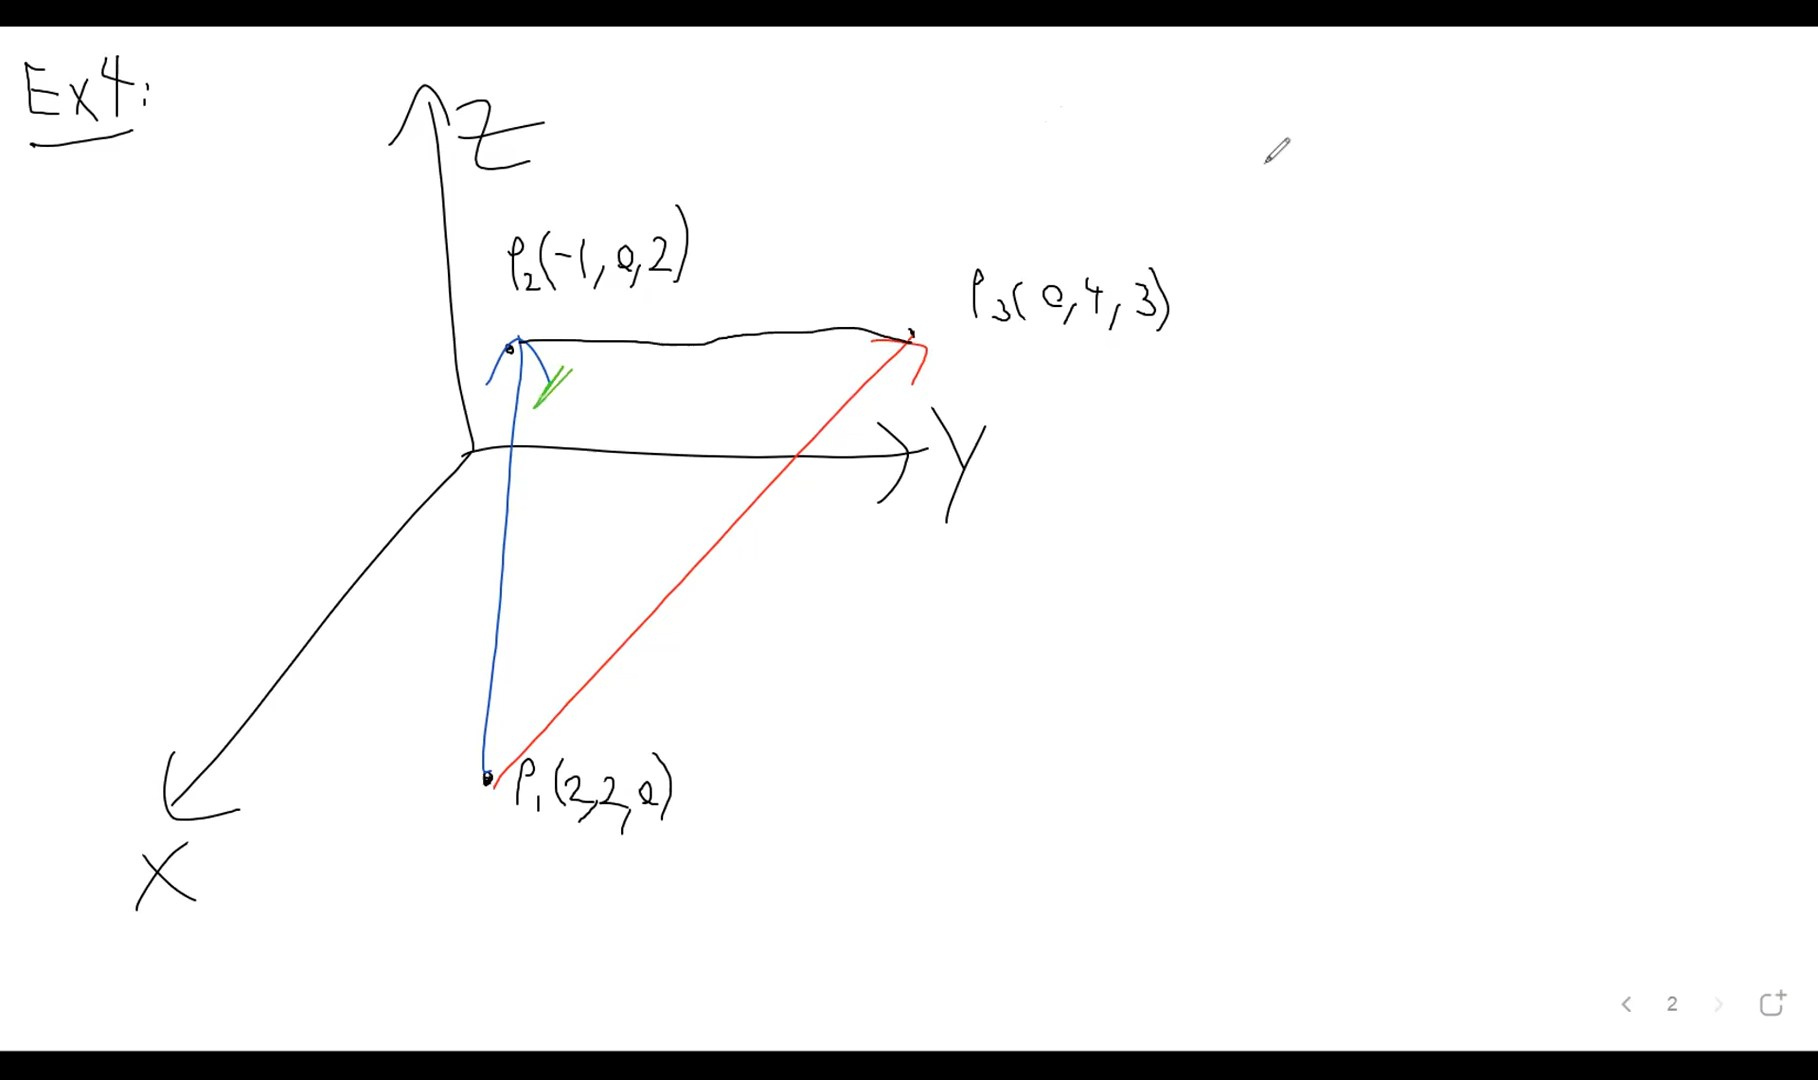 Ex4:
Z
P2(-1, 0, 2)
P3(0, 4, 3)
Y
P1(2, 2, 0)
X
2